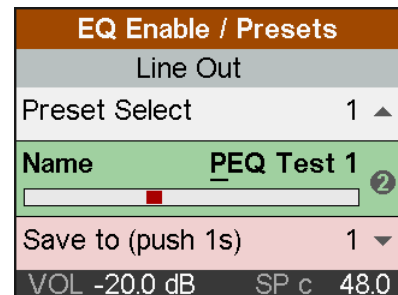 EQ Enable / Presets
Line Out
Preset Select 1
Name PEQ Test 1
2
Save to (push 1s) 1
VOL -20.0 dB SP c 48.0